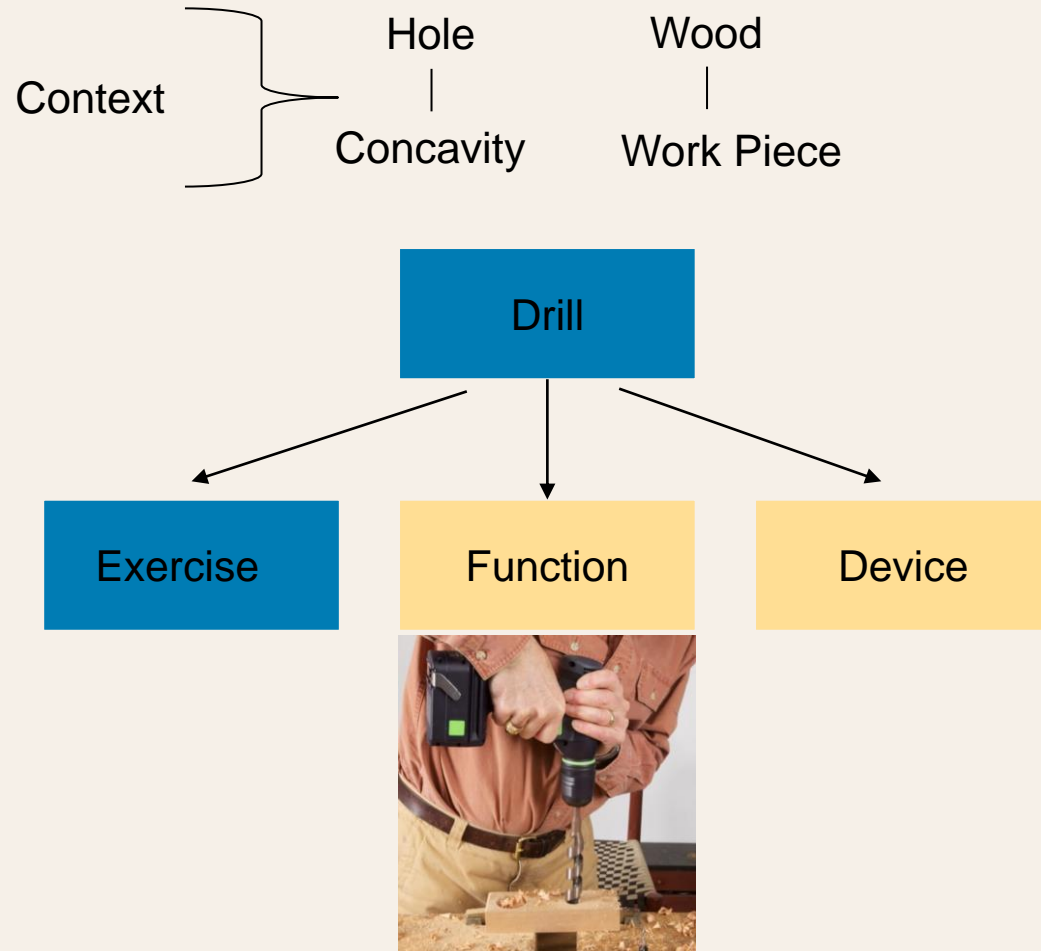 Hole
Wood
Context
Concavity
Work Piece
Drill
Exercise
Function
Device